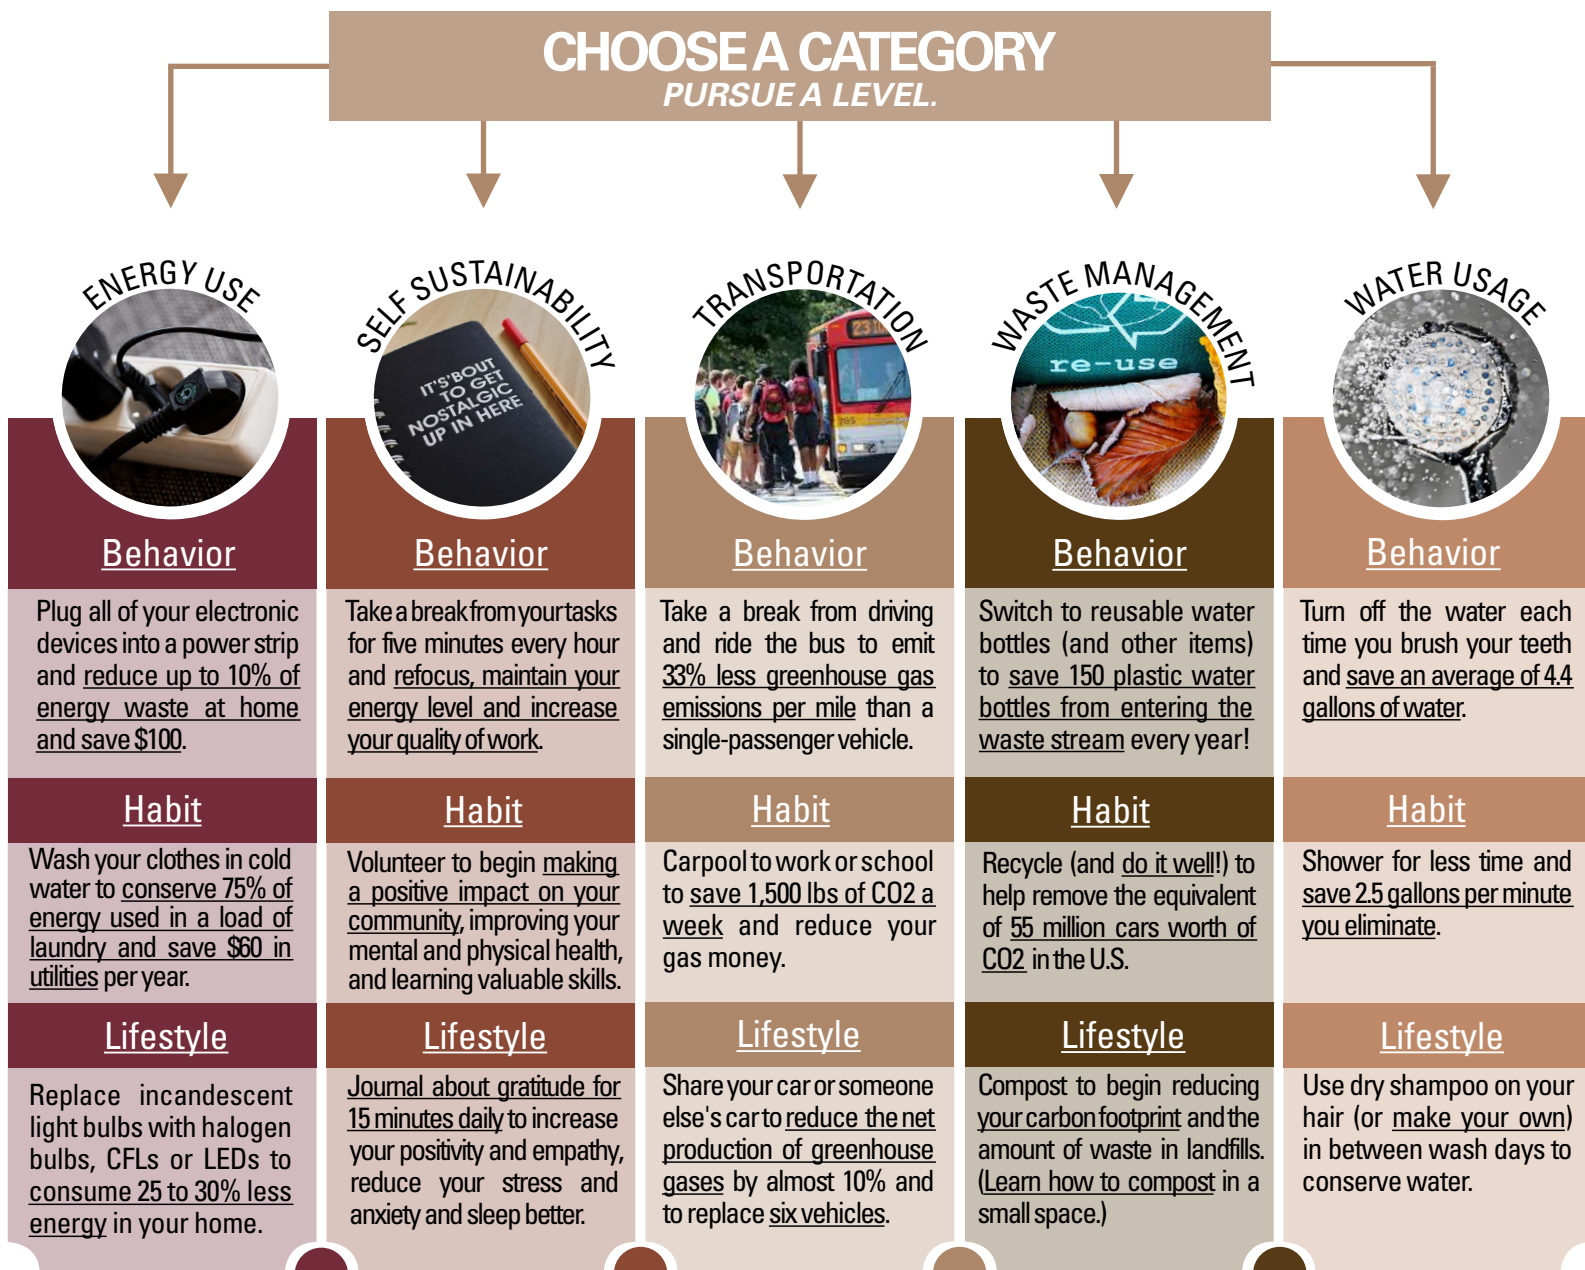 CHOOSE A CATEGORY
PURSUE A LEVEL.
ENERGY USE
Behavior
Plug all of your electronic
devices into a power strip
and reduce up to 10% of
energy waste at home
and save $100.
Habit
Wash your clothes in cold
water to conserve 75% of
energy used in a load of
laundry and save $60 in
utilities per year.
Lifestyle
Replace incandescent
light bulbs with halogen
bulbs, CFLs or LEDs to
consume 25 to 30% less
energy in your home.
SELF SUSTAINABILITY
IT'S 'BOUT
TO GET
NOSTALGIC
UP IN HERE
Behavior
Take a break from your tasks
for five minutes every hour
and refocus, maintain your
energy level and increase
your quality of work.
Habit
Volunteer to begin making
a positive impact on your
community, improving your
mental and physical health,
and learning valuable skills.
Lifestyle
Journal about gratitude for
15 minutes daily to increase
your positivity and empathy,
reduce your stress and
anxiety and sleep better.
TRANSPORTATION
23
785
Behavior
Take a break from driving
and ride the bus to emit
33% less greenhouse gas
emissions per mile than a
single-passenger vehicle.
Habit
Carpool to work or school
to save 1,500 lbs of CO2 a
week and reduce your
gas money.
Lifestyle
Share your car or someone
else's car to reduce the net
production of greenhouse
gases by almost 10% and
to replace six vehicles.
WASTE MANAGEMENT
re-use
Behavior
Switch to reusable water
bottles (and other items)
to save 150 plastic water
bottles from entering the
waste stream every year!
Habit
Recycle (and do it well!) to
help remove the equivalent
of 55 million cars worth of
CO2 in the U.S.
Lifestyle
Compost to begin reducing
your carbon footprint and the
amount of waste in landfills.
(Learn how to compost in a
small space.)
WATER USAGE
Behavior
Turn off the water each
time you brush your teeth
and save an average of 4.4
gallons of water.
Habit
Shower for less time and
save 2.5 gallons per minute
you eliminate.
Lifestyle
Use dry shampoo on your
hair (or make your own)
in between wash days to
conserve water.